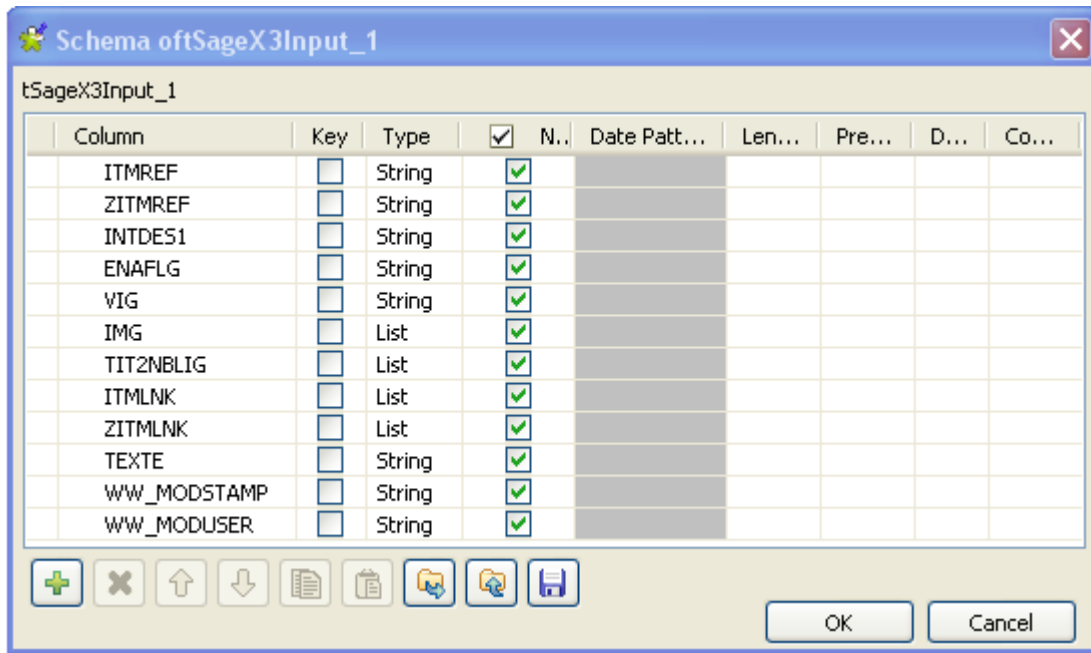 Schema oftSageX3Input_1
tSageX3Input_1
Column Key Type N.. Date Patt... Len... Pre... D... Co...
ITMREF String
ZITMREF String
INTDES1 String
ENAFLG String
VIG String
IMG List
TIT2NBLIG List
ITMLNK List
ZITMLNK List
TEXTE String
WW_MODSTAMP String
WW_MODUSER String
OK Cancel